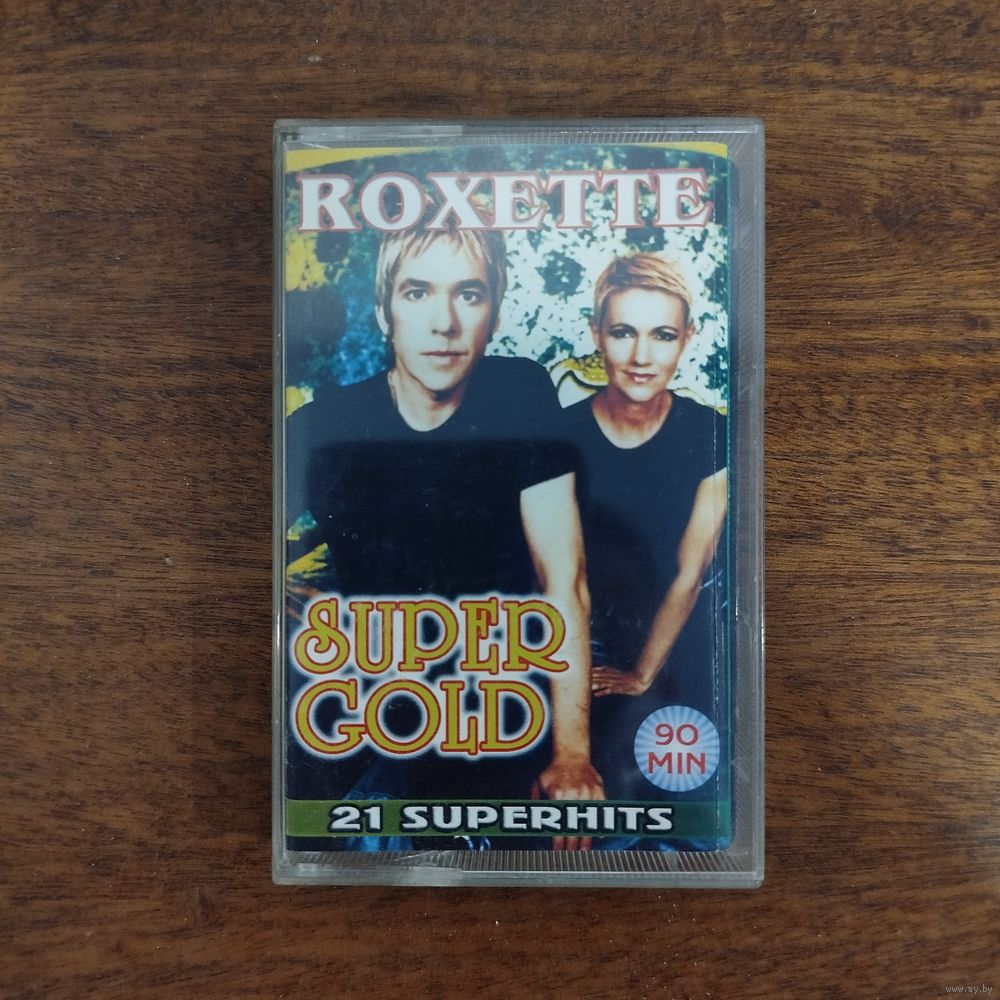 ROXETTE
SUPER
GOLD
90
MIN
21 SUPERHITS
www.ay.by